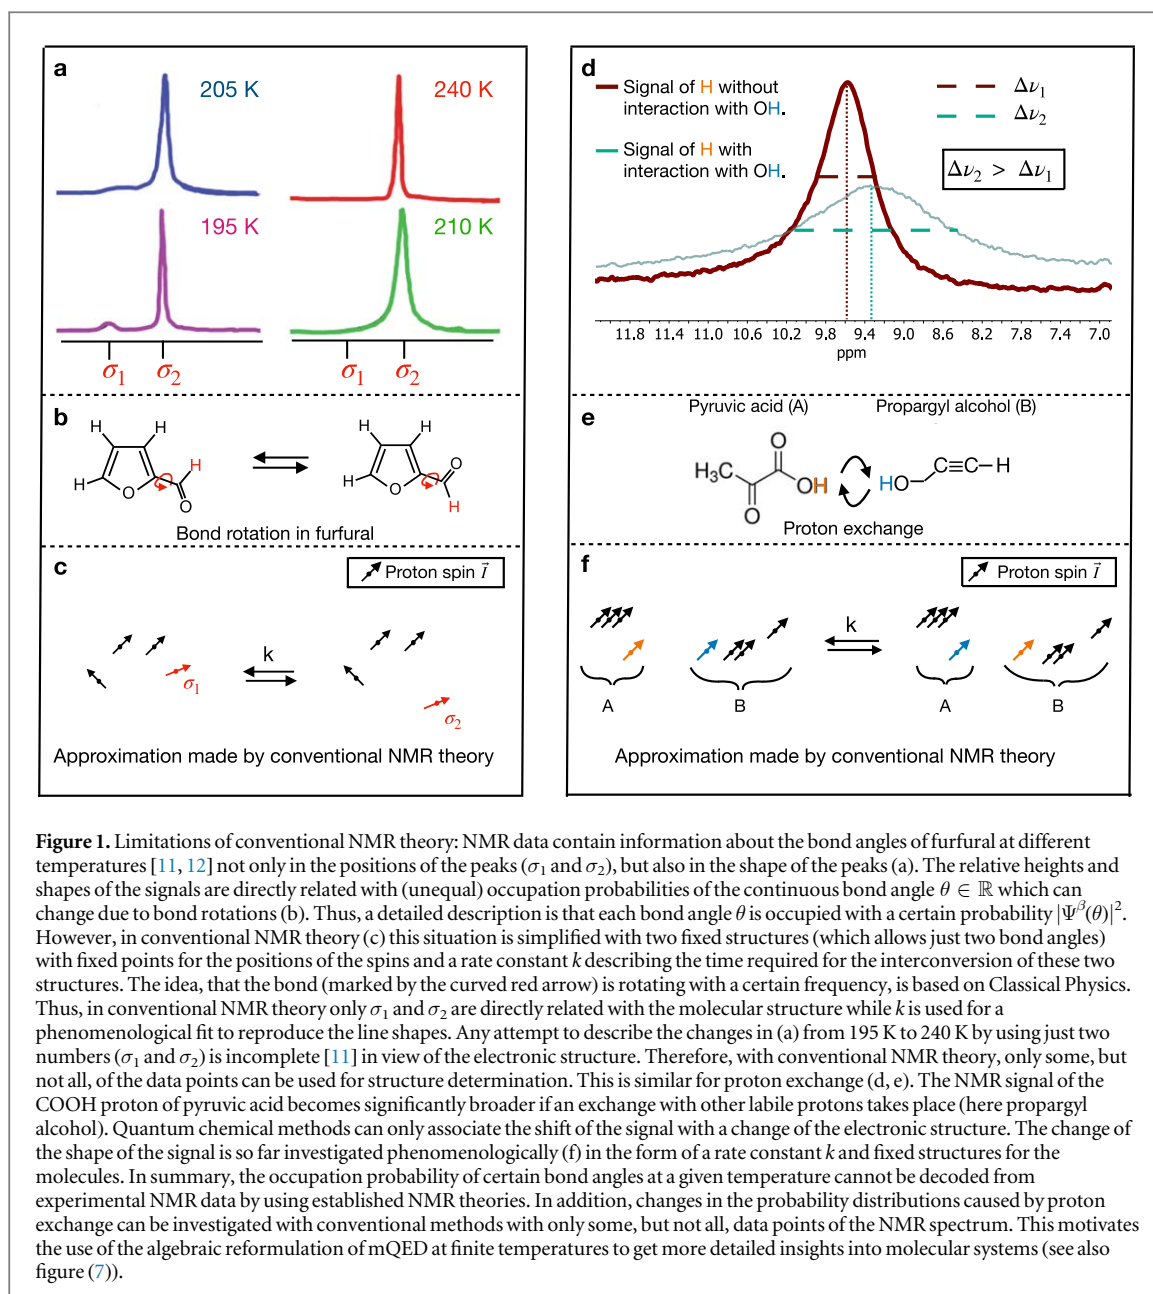 a
205 K
240 K
195 K
210 K
σ1
σ2
σ1
σ2
b
H
H
H
H
O
O
H
H
H
O
O
H
Bond rotation in furfural
c
Proton spin I⃗
k
σ1
σ2
Approximation made by conventional NMR theory
d
Signal of H without
interaction with OH.
Signal of H with
interaction with OH.
Δν1
Δν2
Δν2 > Δν1
11.8 11.4 11.0 10.2 9.8 9.4 9.0 8.6 8.2 7.8 7.4 7.0
ppm
Pyruvic acid (A)
Propargyl alcohol (B)
e
O
H3C
OH
O
HO
C≡C–H
Proton exchange
f
Proton spin I⃗
k
A
B
A
B
Approximation made by conventional NMR theory
Figure 1. Limitations of conventional NMR theory: NMR data contain information about the bond angles of furfural at different
temperatures [11, 12] not only in the positions of the peaks (σ1 and σ2), but also in the shape of the peaks (a). The relative heights and
shapes of the signals are directly related with (unequal) occupation probabilities of the continuous bond angle θ ∈ ℝ which can
change due to bond rotations (b). Thus, a detailed description is that each bond angle θ is occupied with a certain probability |Ψ^β(θ)|².
However, in conventional NMR theory (c) this situation is simplified with two fixed structures (which allows just two bond angles)
with fixed points for the positions of the spins and a rate constant k describing the time required for the interconversion of these two
structures. The idea, that the bond (marked by the curved red arrow) is rotating with a certain frequency, is based on Classical Physics.
Thus, in conventional NMR theory only σ1 and σ2 are directly related with the molecular structure while k is used for a
phenomenological fit to reproduce the line shapes. Any attempt to describe the changes in (a) from 195 K to 240 K by using just two
numbers (σ1 and σ2) is incomplete [11] in view of the electronic structure. Therefore, with conventional NMR theory, only some, but
not all, of the data points can be used for structure determination. This is similar for proton exchange (d, e). The NMR signal of the
COOH proton of pyruvic acid becomes significantly broader if an exchange with other labile protons takes place (here propargyl
alcohol). Quantum chemical methods can only associate the shift of the signal with a change of the electronic structure. The change of
the shape of the signal is so far investigated phenomenologically (f) in the form of a rate constant k and fixed structures for the
molecules. In summary, the occupation probability of certain bond angles at a given temperature cannot be decoded from
experimental NMR data by using established NMR theories. In addition, changes in the probability distributions caused by proton
exchange can be investigated with conventional methods with only some, but not all, data points of the NMR spectrum. This motivates
the use of the algebraic reformulation of mQED at finite temperatures to get more detailed insights into molecular systems (see also
figure (7)).